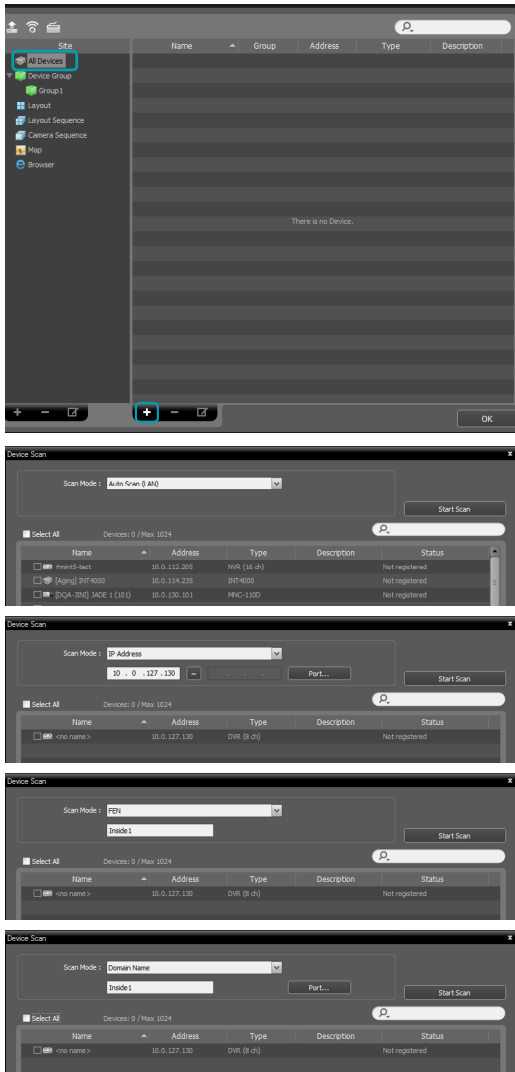 Site Name Group Address Type Description
All Devices
Device Group
Group1
Layout
Layout Sequence
Camera Sequence
Map
Browser
There is no Device.
OK
Device Scan x
Scan Mode : Auto Scan (LAN)
Start Scan
Select All Devices: 0 / Max 1024
Name Address Type Description Status
#mint5-test 10.0.112.205 NVR (16 ch) Not registered
[Aging] INT4000 10.0.114.235 INT4000 Not registered
[DQA-JINI] JADE 1 (101) 10.0.130.101 MNC-110D Not registered
Device Scan x
Scan Mode : IP Address
10 . 0 .127 .130 ~ . . . Port...
Start Scan
Select All Devices: 0 / Max 1024
Name Address Type Description Status
<no name> 10.0.127.130 DVR (8 ch) Not registered
Device Scan x
Scan Mode : FEN
Inside1
Start Scan
Select All Devices: 0 / Max 1024
Name Address Type Description Status
<no name> 10.0.127.130 DVR (8 ch) Not registered
Device Scan x
Scan Mode : Domain Name
Inside1 Port...
Start Scan
Select All Devices: 0 / Max 1024
Name Address Type Description Status
<no name> 10.0.127.130 DVR (8 ch) Not registered